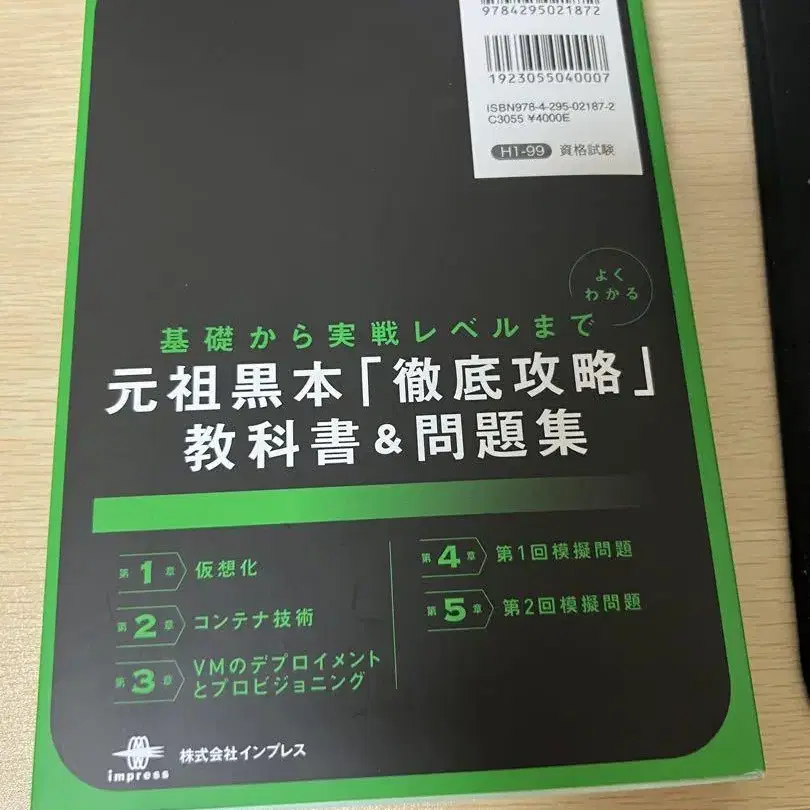 9784295021872
1923055040007
ISBN978-4-295-02187-2
C3055 ¥4000E
H1-99 資格試験
よく
わかる
基礎から実戦レベルまで
元祖黒本「徹底攻略」
教科書&問題集
第1章 仮想化
第2章 コンテナ技術
第3章 VMのデプロイメント
とプロビジョニング
第4章 第1回模擬問題
第5章 第2回模擬問題
impress 株式会社インプレス